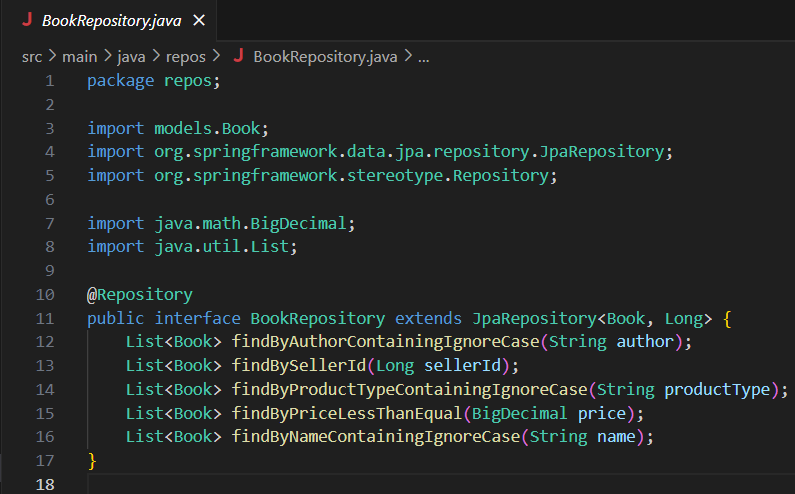 J BookRepository.java ×
src > main > java > repos > J BookRepository.java > ...
1 package repos;
2
3 import models.Book;
4 import org.springframework.data.jpa.repository.JpaRepository;
5 import org.springframework.stereotype.Repository;
6
7 import java.math.BigDecimal;
8 import java.util.List;
9
10 @Repository
11 public interface BookRepository extends JpaRepository<Book, Long> {
12     List<Book> findByAuthorContainingIgnoreCase(String author);
13     List<Book> findBySellerId(Long sellerId);
14     List<Book> findByProductTypeContainingIgnoreCase(String productType);
15     List<Book> findByPriceLessThanEqual(BigDecimal price);
16     List<Book> findByNameContainingIgnoreCase(String name);
17 }
18